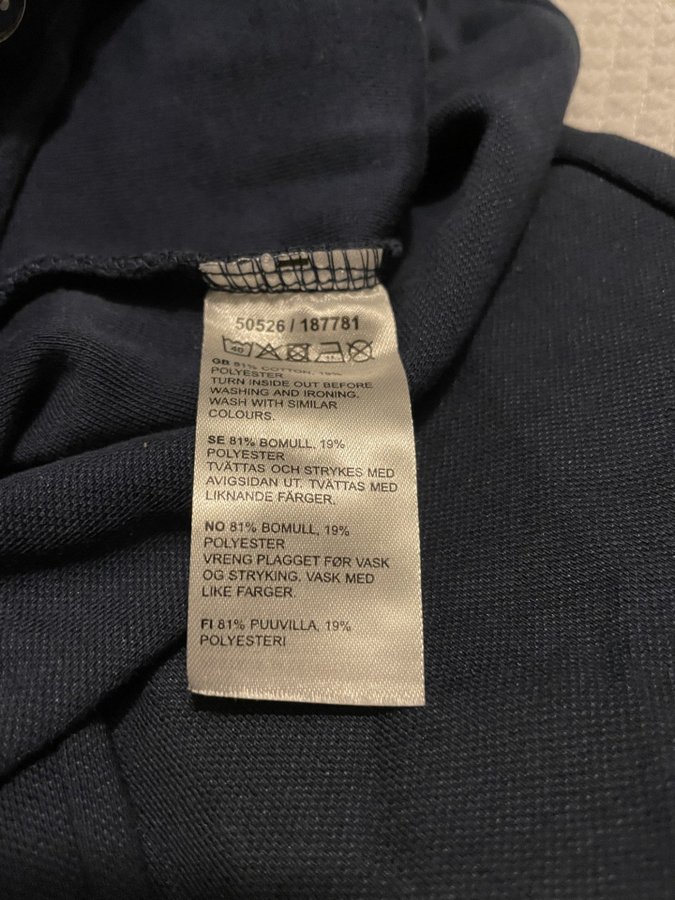 50526 / 187781
40
GB 81% COTTON, 19%
POLYESTER
TURN INSIDE OUT BEFORE
WASHING AND IRONING.
WASH WITH SIMILAR
COLOURS.
SE 81% BOMULL, 19%
POLYESTER
TVÄTTAS OCH STRYKES MED
AVIGSIDAN UT. TVÄTTAS MED
LIKNANDE FÄRGER.
NO 81% BOMULL, 19%
POLYESTER
VRENG PLAGGET FØR VASK
OG STRYKING. VASK MED
LIKE FARGER.
FI 81% PUUVILLA, 19%
POLYESTERI